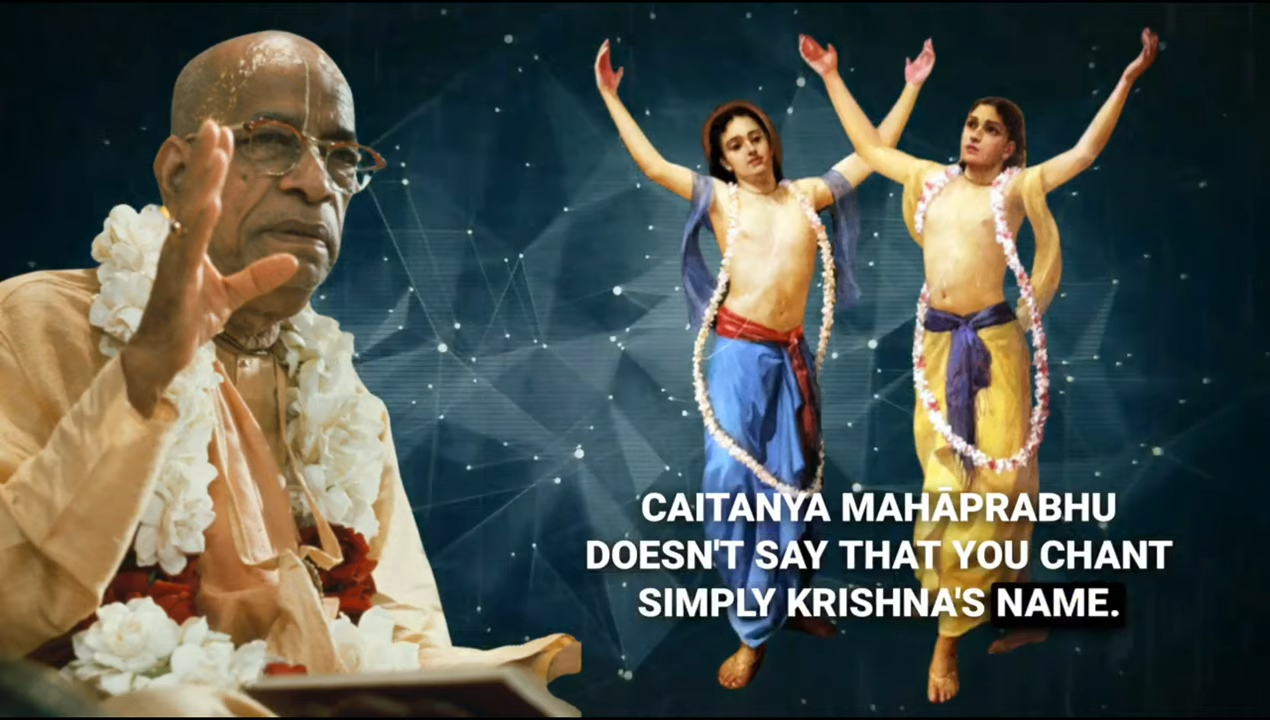 CAITANYA MAHĀPRABHU
DOESN'T SAY THAT YOU CHANT
SIMPLY KRISHNA'S NAME.